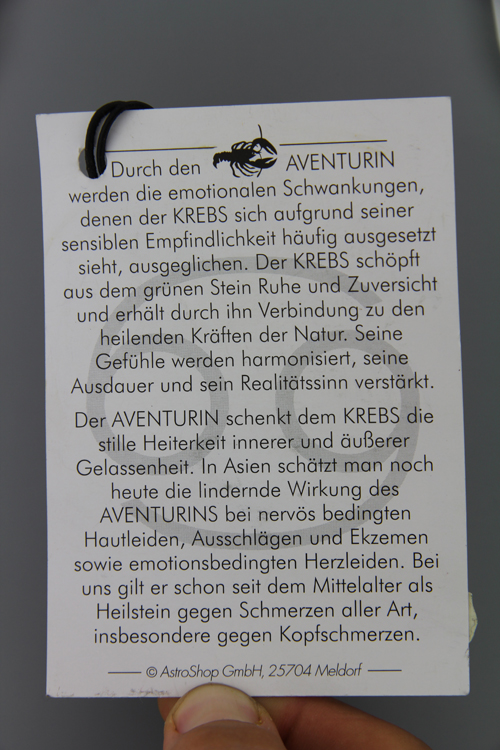 Durch den AVENTURIN
werden die emotionalen Schwankungen,
denen der KREBS sich aufgrund seiner
sensiblen Empfindlichkeit häufig ausgesetzt
sieht, ausgeglichen. Der KREBS schöpft
aus dem grünen Stein Ruhe und Zuversicht
und erhält durch ihn Verbindung zu den
heilenden Kräften der Natur. Seine
Gefühle werden harmonisiert, seine
Ausdauer und sein Realitätssinn verstärkt.
Der AVENTURIN schenkt dem KREBS die
stille Heiterkeit innerer und äußerer
Gelassenheit. In Asien schätzt man noch
heute die lindernde Wirkung des
AVENTURINS bei nervös bedingten
Hautleiden, Ausschlägen und Ekzemen
sowie emotionsbedingten Herzleiden. Bei
uns gilt er schon seit dem Mittelalter als
Heilstein gegen Schmerzen aller Art,
insbesondere gegen Kopfschmerzen.
© AstroShop GmbH, 25704 Meldorf